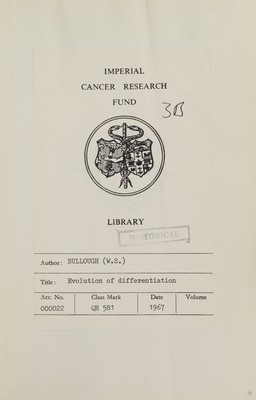 IMPERIAL
CANCER RESEARCH
FUND
3B
LIBRARY
HISTORICAL
Author: BULLOUGH (W.S.)
Title: Evolution of differentiation
Acc. No. Class Mark Date Volume
000022 QH 581 1967